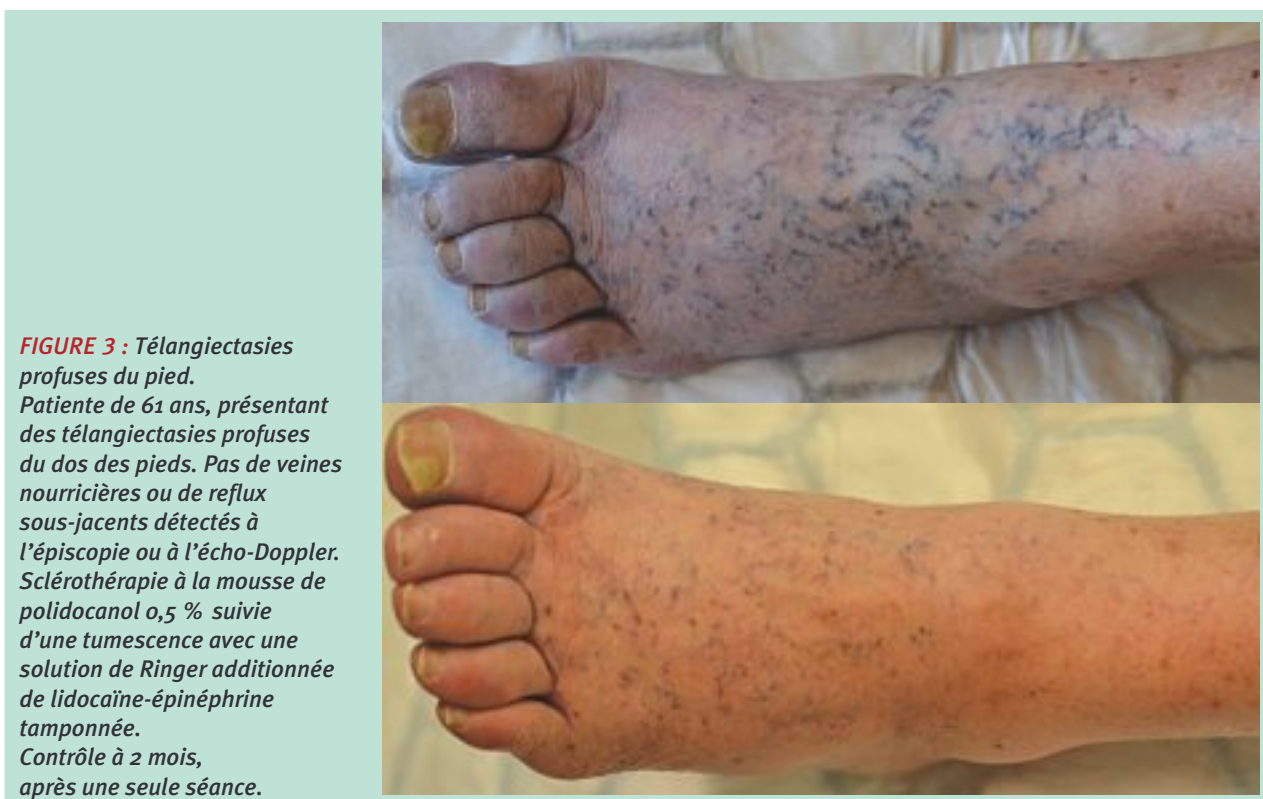 FIGURE 3 : Télangiectasies
profuses du pied.
Patiente de 61 ans, présentant
des télangiectasies profuses
du dos des pieds. Pas de veines
nourricières ou de reflux
sous-jacents détectés à
l’épiscopie ou à l’écho-Doppler.
Sclérothérapie à la mousse de
polidocanol 0,5 % suivie
d’une tumescence avec une
solution de Ringer additionnée
de lidocaïne-épinéphrine
tamponnée.
Contrôle à 2 mois,
après une seule séance.